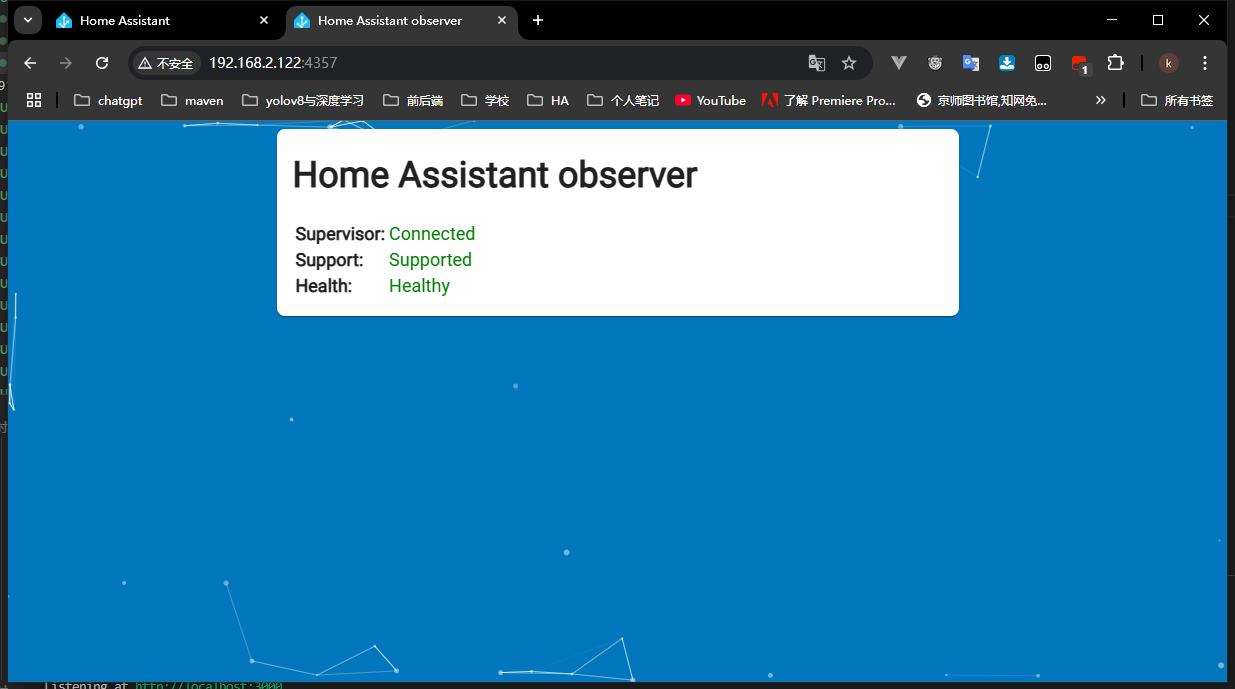 Home Assistant
Home Assistant observer
不安全
192.168.2.122:4357
k
1
chatgpt
maven
yolov8与深度学习
前后端
学校
HA
个人笔记
YouTube
了解 Premiere Pro...
京师图书馆,知网免...
所有书签
Home Assistant observer
Supervisor: Connected
Support: Supported
Health: Healthy
Listening at http://localhost:3000